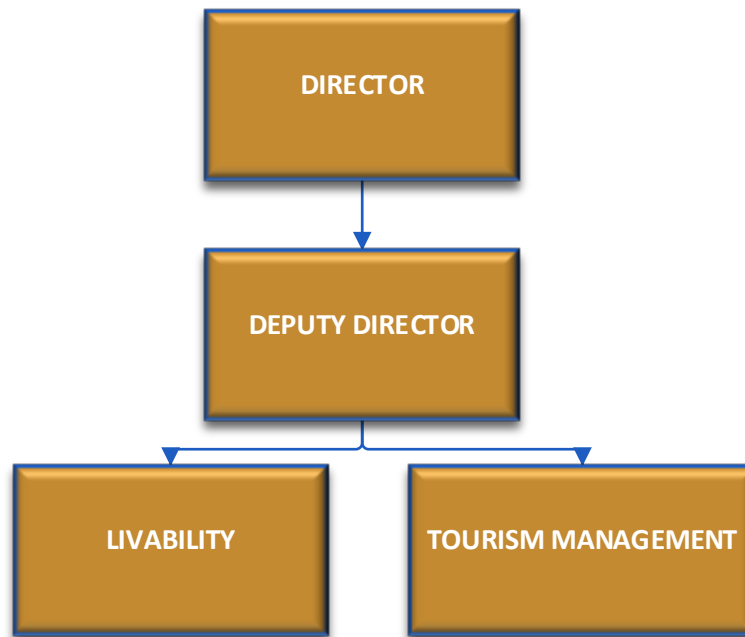 DIRECTOR
DEPUTY DIRECTOR
LIVABILITY
TOURISM MANAGEMENT